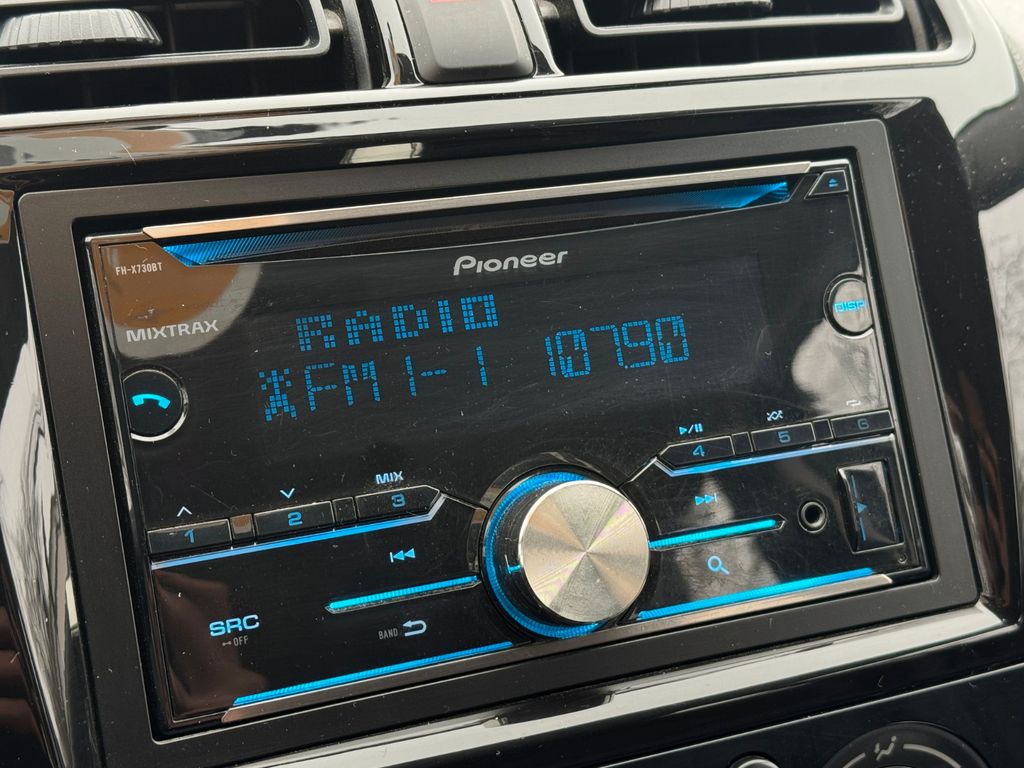 Pioneer
FH-X730BT
MIXTRAX
DISP
RADIO
FM1-1 107.90
MIX
1 2 3
4 5 6
SRC
OFF
BAND